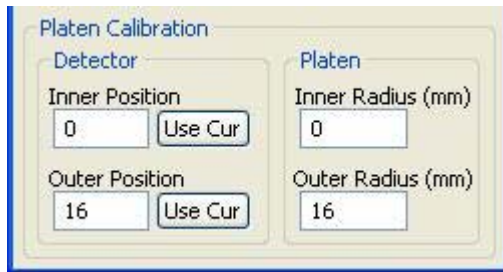 Platen Calibration
Detector
Platen
Inner Position
Inner Radius (mm)
0
Use Cur
0
Outer Position
Outer Radius (mm)
16
Use Cur
16